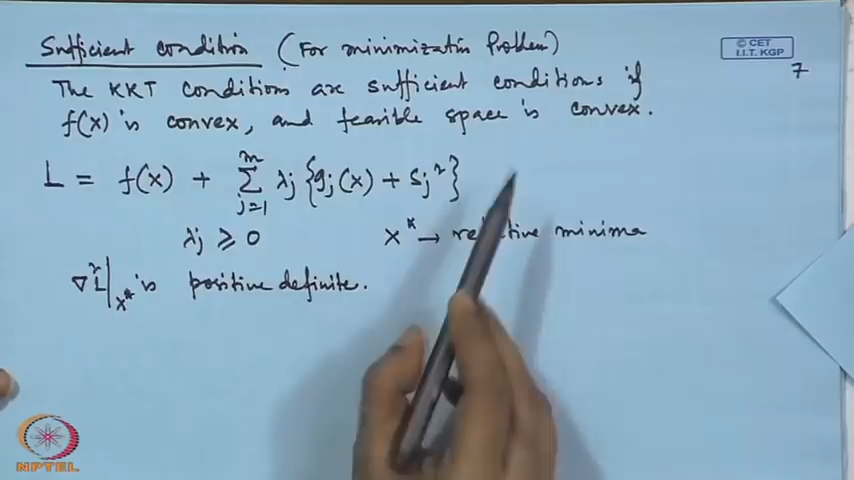 Sufficient condition (For minimization Problem)
© CET
I.I.T. KGP
7
The KKT conditions are sufficient conditions if
f(x) is convex, and feasible space is convex.
L = f(x) + \sum_{j=1}^{m} λj {gj(x) + Sj²}
λj ≥ 0 x* → relative minima
∇²L|x* is positive definite.
NPTEL